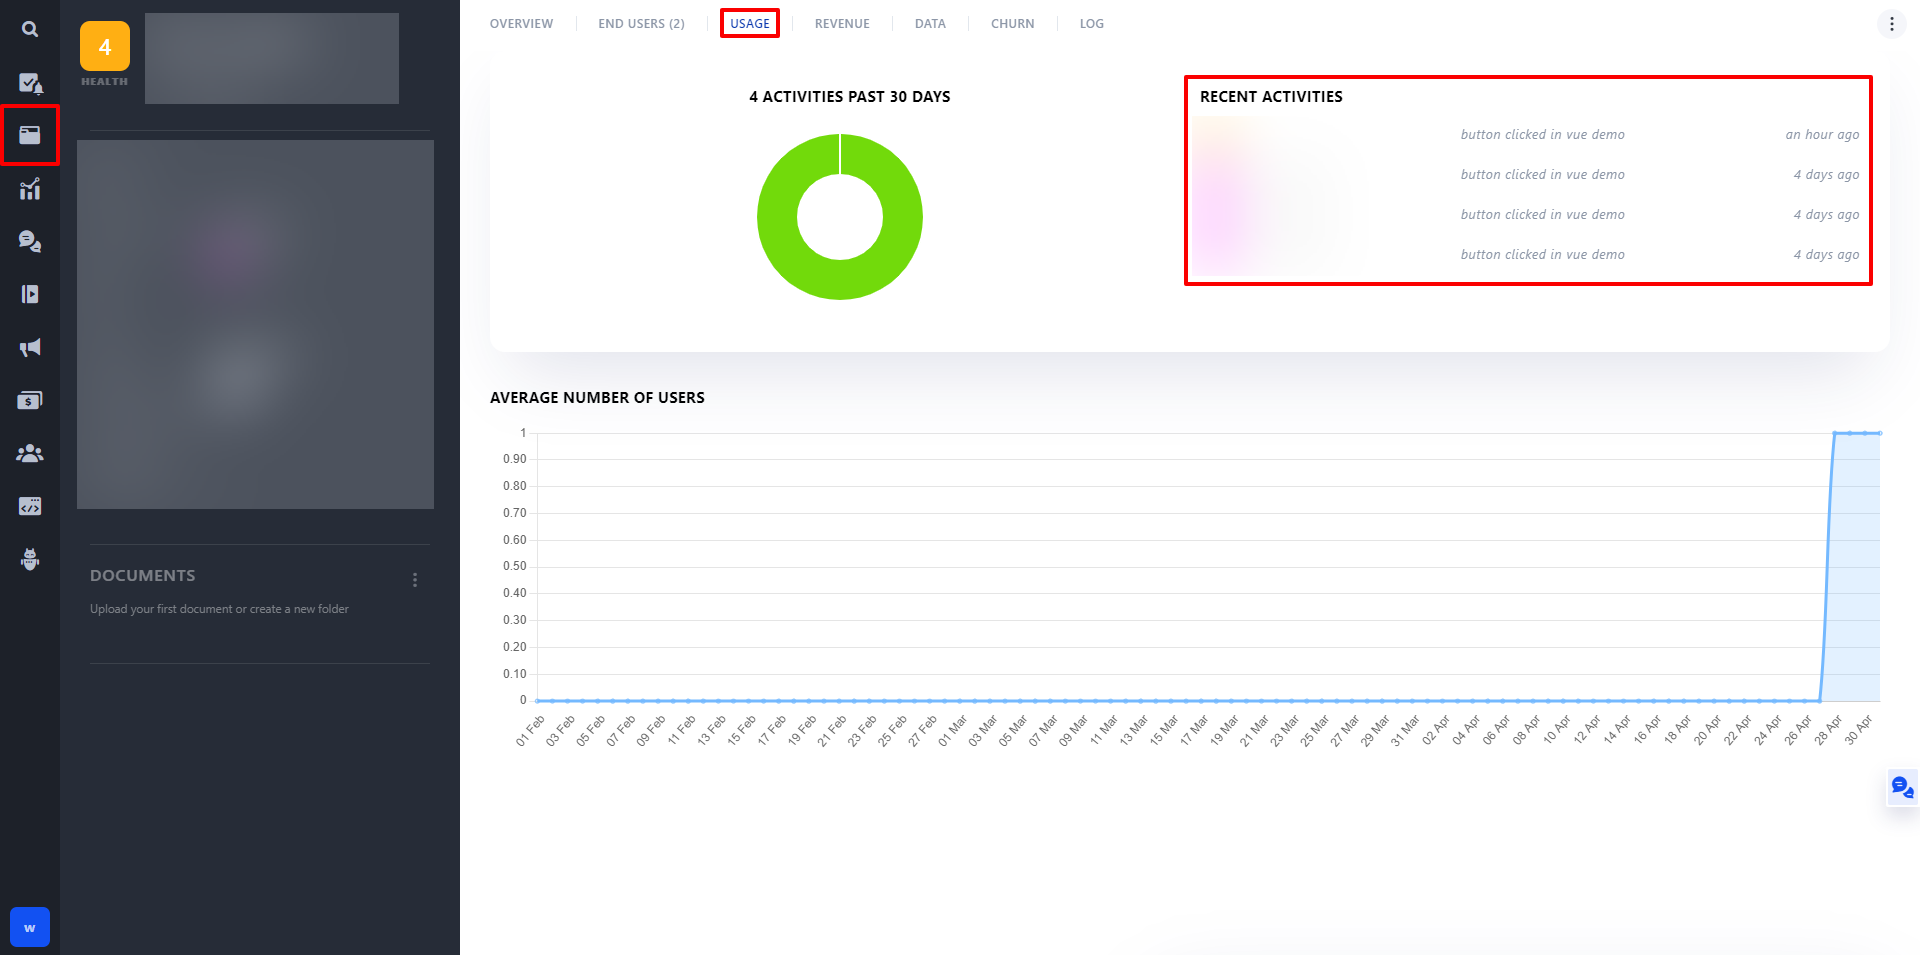 4
HEALTH
DOCUMENTS
Upload your first document or create a new folder
w
OVERVIEW
END USERS (2)
USAGE
REVENUE
DATA
CHURN
LOG
4 ACTIVITIES PAST 30 DAYS
RECENT ACTIVITIES
button clicked in vue demo an hour ago
button clicked in vue demo 4 days ago
button clicked in vue demo 4 days ago
button clicked in vue demo 4 days ago
AVERAGE NUMBER OF USERS
1
0.90
0.80
0.70
0.60
0.50
0.40
0.30
0.20
0.10
0
01 Feb
03 Feb
05 Feb
07 Feb
09 Feb
11 Feb
13 Feb
15 Feb
17 Feb
19 Feb
21 Feb
23 Feb
25 Feb
27 Feb
01 Mar
03 Mar
05 Mar
07 Mar
09 Mar
11 Mar
13 Mar
15 Mar
17 Mar
19 Mar
21 Mar
23 Mar
25 Mar
27 Mar
29 Mar
31 Mar
02 Apr
04 Apr
06 Apr
08 Apr
10 Apr
12 Apr
14 Apr
16 Apr
18 Apr
20 Apr
22 Apr
24 Apr
26 Apr
28 Apr
30 Apr